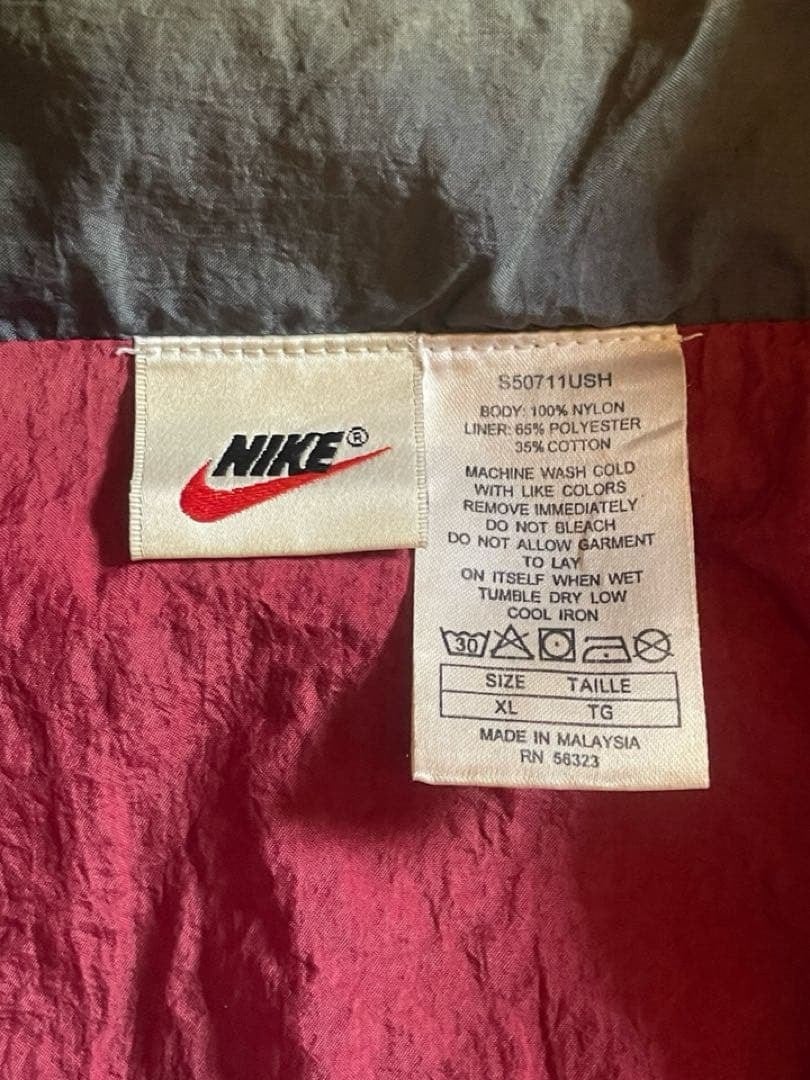 NIKE®
S50711USH
BODY: 100% NYLON
LINER: 65% POLYESTER
35% COTTON
MACHINE WASH COLD
WITH LIKE COLORS
REMOVE IMMEDIATELY
DO NOT BLEACH
DO NOT ALLOW GARMENT
TO LAY
ON ITSELF WHEN WET
TUMBLE DRY LOW
COOL IRON
30
SIZE TAILLE
XL TG
MADE IN MALAYSIA
RN 56323